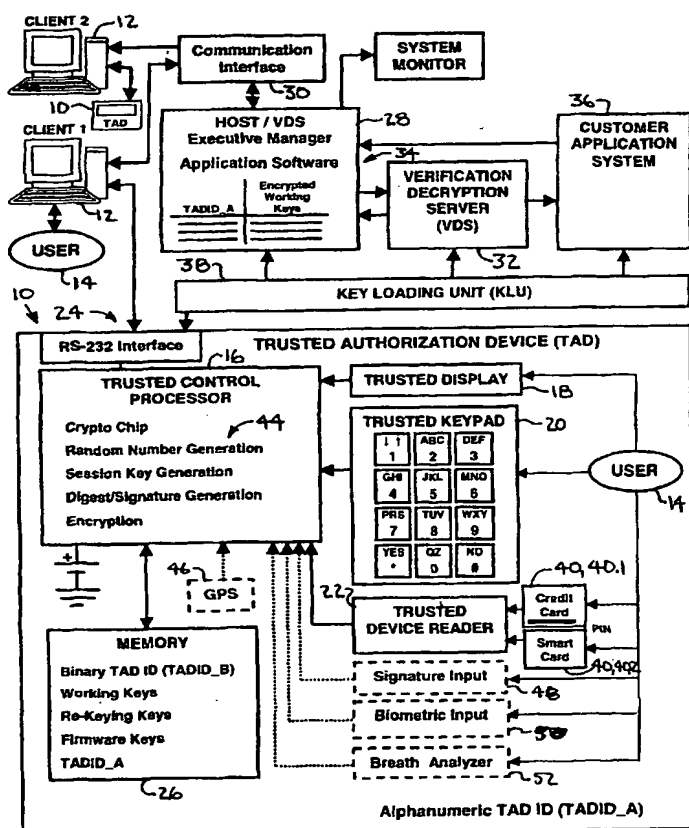 CLIENT 2
12
Communication
Interface
30
SYSTEM
MONITOR
10
TAD
CLIENT 1
12
USER
14
HOST / VDS
Executive Manager
Application Software
28
34
TADID_A
Encrypted
Working
Keys
VERIFICATION
DECRYPTION
SERVER
(VDS)
32
36
CUSTOMER
APPLICATION
SYSTEM
38
KEY LOADING UNIT (KLU)
10
24
RS-232 Interface
TRUSTED AUTHORIZATION DEVICE (TAD)
16
TRUSTED CONTROL
PROCESSOR
Crypto Chip
44
Random Number Generation
Session Key Generation
Digest/Signature Generation
Encryption
TRUSTED DISPLAY
18
TRUSTED KEYPAD
20
↓ ↑ ABC DEF
1 2 3
GHI JKL MNO
4 5 6
PRS TUV WXY
7 8 9
YES QZ NO
* 0 #
USER
14
+
46
GPS
22
TRUSTED
DEVICE READER
40, 40.1
Credit
Card
PIN
Smart
Card
40, 402
MEMORY
Binary TAD ID (TADID_B)
Working Keys
Re-Keying Keys
Firmware Keys
TADID_A
26
Signature Input
48
Biometric Input
50
Breath Analyzer
52
Alphanumeric TAD ID (TADID_A)